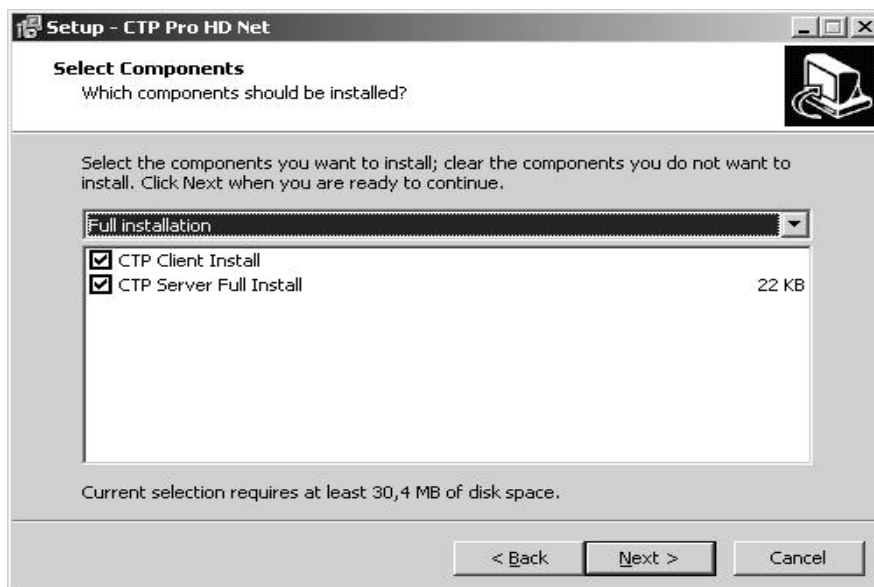 Setup - CTP Pro HD Net
Select Components
Which components should be installed?
Select the components you want to install; clear the components you do not want to
install. Click Next when you are ready to continue.
Full installation
CTP Client Install
CTP Server Full Install 22 KB
Current selection requires at least 30,4 MB of disk space.
< Back Next > Cancel